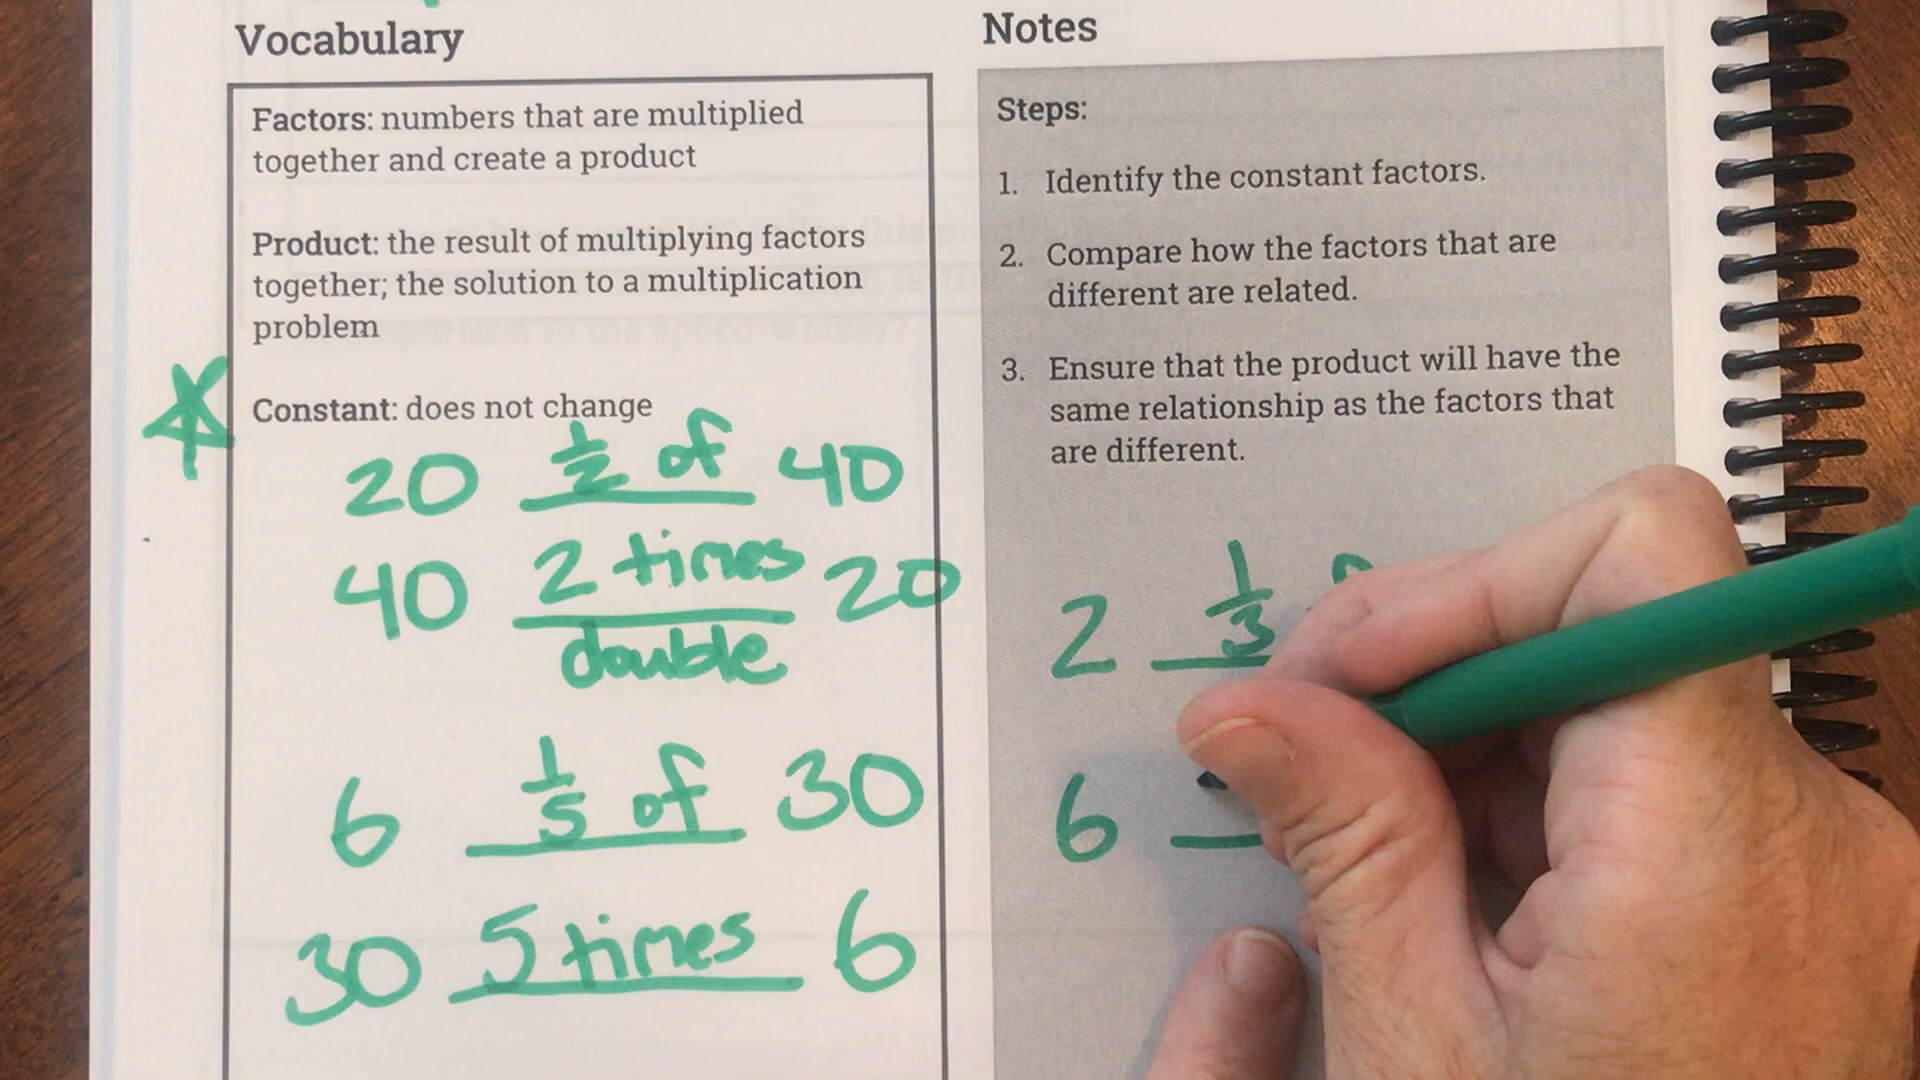 Vocabulary
Factors: numbers that are multiplied
together and create a product
Product: the result of multiplying factors
together; the solution to a multiplication
problem
Constant: does not change
20 1/2 of 40
40 2 times 20
double
6 1/5 of 30
30 5 times 6
Notes
Steps:
1. Identify the constant factors.
2. Compare how the factors that are
different are related.
3. Ensure that the product will have the
same relationship as the factors that
are different.
2 1/3
6